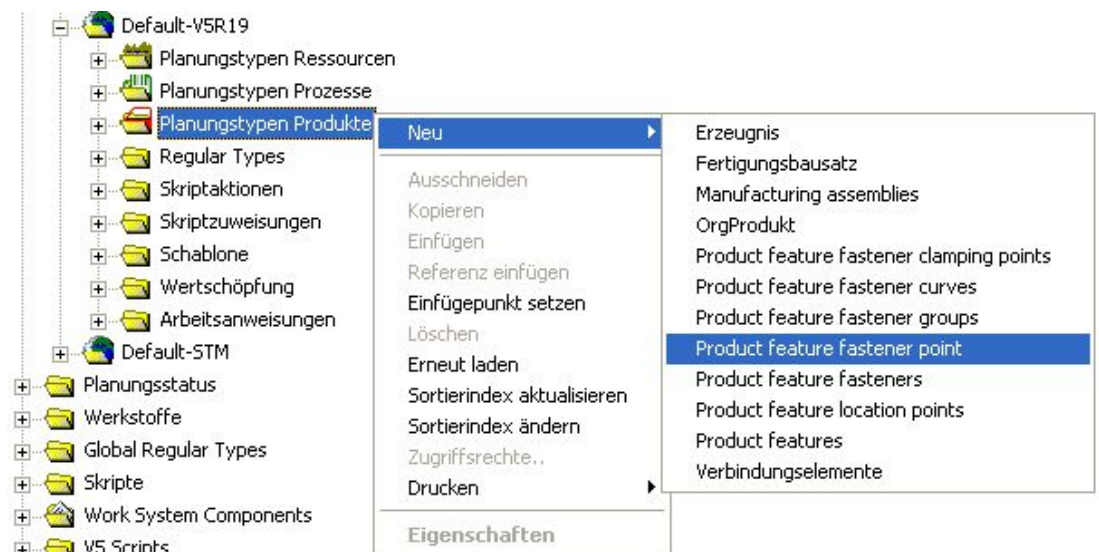 Default-V5R19
Planungstypen Ressourcen
Planungstypen Prozesse
Planungstypen Produkte
Regular Types
Skriptaktionen
Skriptzuweisungen
Schablone
Wertschöpfung
Arbeitsanweisungen
Default-STM
Planungsstatus
Werkstoffe
Global Regular Types
Skripte
Work System Components
V5 Scripts
Neu
Ausschneiden
Kopieren
Einfügen
Referenz einfügen
Einfügepunkt setzen
Löschen
Erneut laden
Sortierindex aktualisieren
Sortierindex ändern
Zugriffsrechte..
Drucken
Eigenschaften
Erzeugnis
Fertigungsbausatz
Manufacturing assemblies
OrgProdukt
Product feature fastener clamping points
Product feature fastener curves
Product feature fastener groups
Product feature fastener point
Product feature fasteners
Product feature location points
Product features
Verbindungselemente